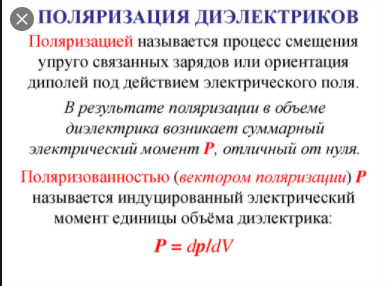 ПОЛЯРИЗАЦИЯ ДИЭЛЕКТРИКОВ
Поляризацией называется процесс смещения
упруго связанных зарядов или ориентация
диполей под действием электрического поля.
В результате поляризации в объеме
диэлектрика возникает суммарный
электрический момент P, отличный от нуля.
Поляризованностью (вектором поляризации) P
называется индуцированный электрический
момент единицы объёма диэлектрика:
P = dp/dV